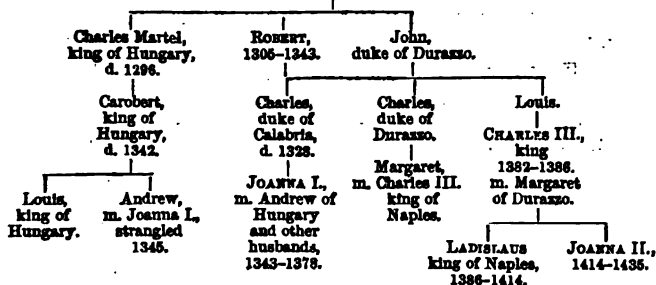 Charles Martel,
king of Hungary,
d. 1296.
ROBERT,
1305–1343.
John,
duke of Durazzo.
Carobert,
king of
Hungary,
d. 1342.
Charles,
duke of
Calabria,
d. 1328.
Charles,
duke of
Durazzo.
Louis.
CHARLES III.,
king
1382–1386.
m. Margaret
of Durazzo.
Louis,
king of
Hungary.
Andrew,
m. Joanna I.,
strangled
1345.
JOANNA I.,
m. Andrew of
Hungary
and other
husbands,
1343–1378.
Margaret,
m. Charles III.
king of
Naples.
LADISLAUS
king of Naples,
1386–1414.
JOANNA II.,
1414–1435.